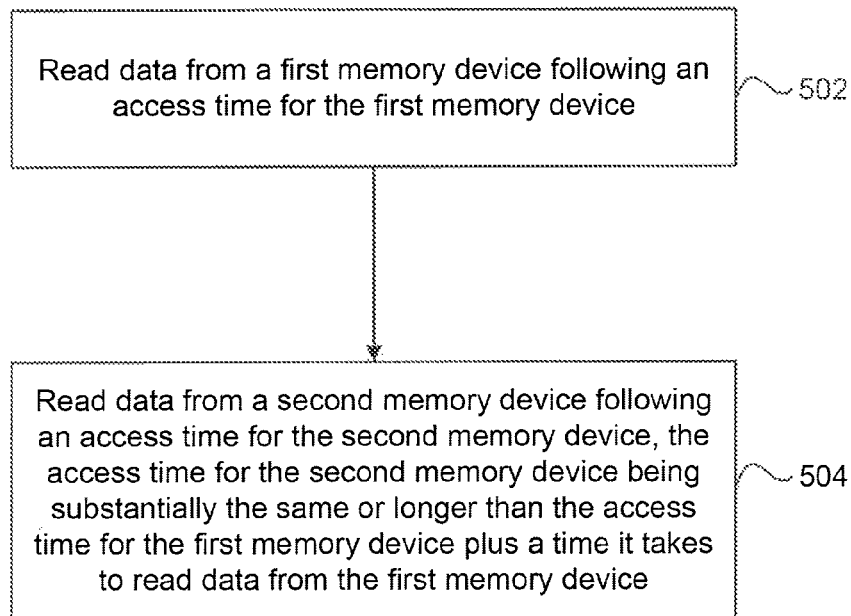 Read data from a first memory device following an
access time for the first memory device
502
Read data from a second memory device following
an access time for the second memory device, the
access time for the second memory device being
substantially the same or longer than the access
time for the first memory device plus a time it takes
to read data from the first memory device
504